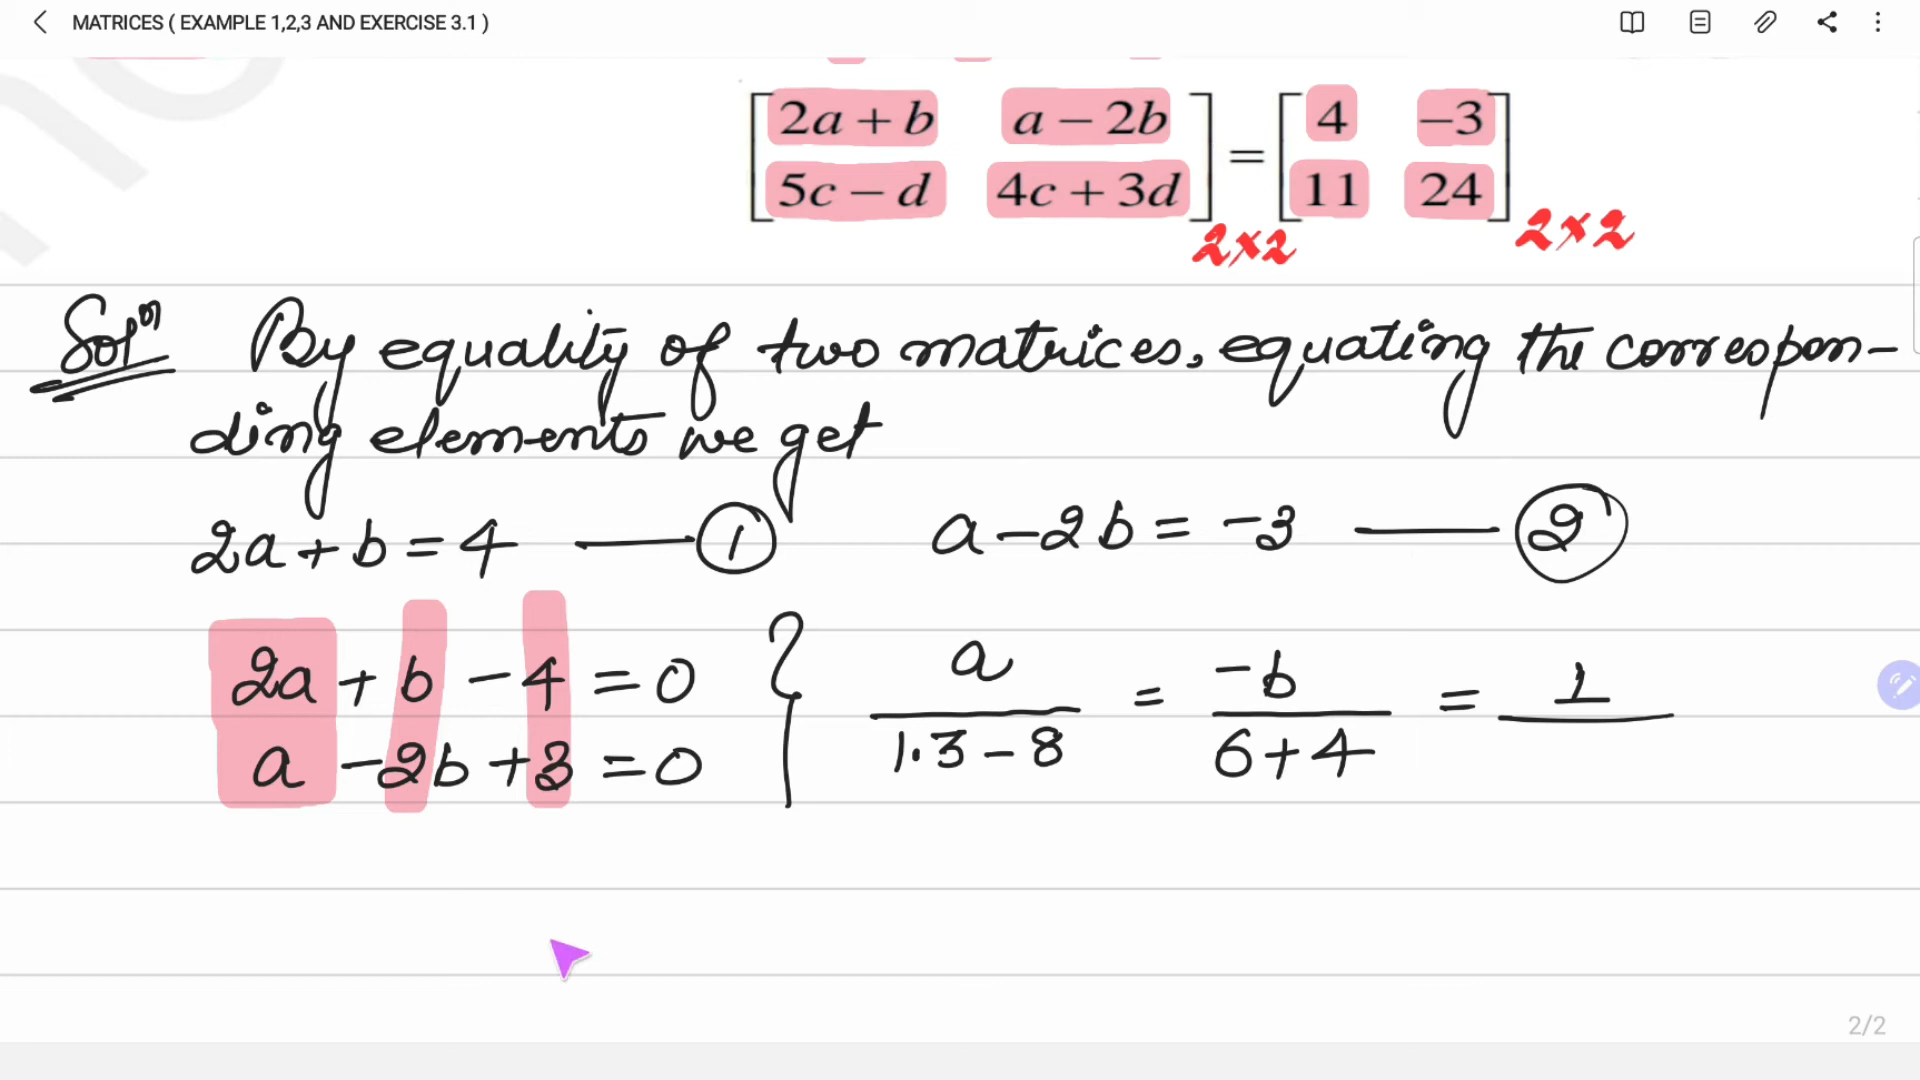 MATRICES ( EXAMPLE 1,2,3 AND EXERCISE 3.1 )
[2a + b a − 2b] = [4 −3]
[5c − d 4c + 3d] [11 24]
2×2 2×2
Solⁿ By equality of two matrices, equating the correspon-
ding elements we get
2a+b=4 —— ① a-2b=-3 —— ②
2a+b-4=0 } a/(1·3-8) = -b/(6+4) = 1/
a-2b+3=0
2/2